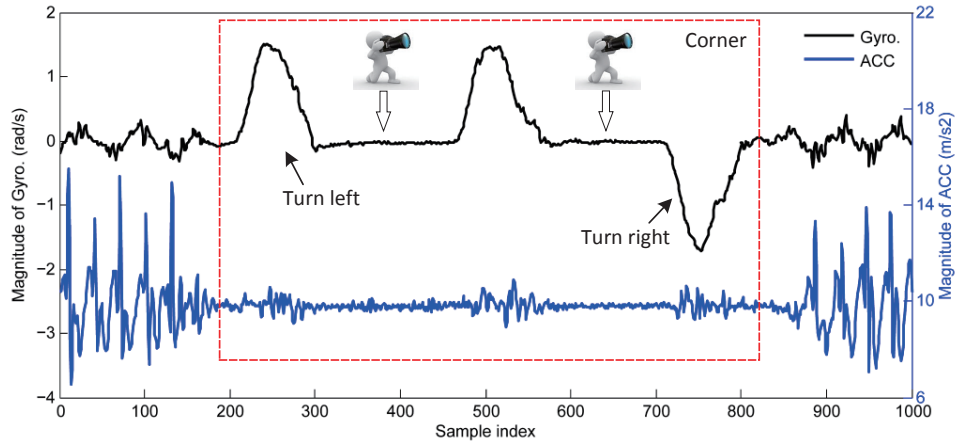 Corner
Gyro.
ACC
Turn left
Turn right
Magnitude of Gyro. (rad/s)
2
1
0
−1
−2
−3
−4
Magnitude of ACC (m/s2)
22
18
14
10
6
0 100 200 300 400 500 600 700 800 900 1000
Sample index